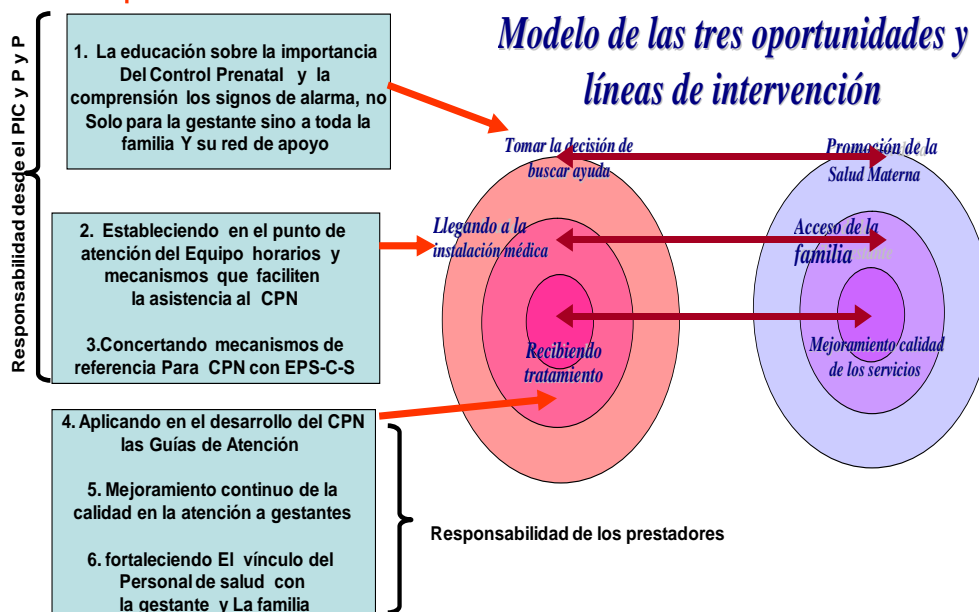 Modelo de las tres oportunidades y
líneas de intervención
Responsabilidad desde el PIC y P y P
1. La educación sobre la importancia
Del Control Prenatal y la
comprensión los signos de alarma, no
Solo para la gestante sino a toda la
familia Y su red de apoyo
2. Estableciendo en el punto de
atención del Equipo horarios y
mecanismos que faciliten
la asistencia al CPN
3.Concertando mecanismos de
referencia Para CPN con EPS-C-S
4. Aplicando en el desarrollo del CPN
las Guías de Atención
5. Mejoramiento continuo de la
calidad en la atención a gestantes
6. fortaleciendo El vínculo del
Personal de salud con
la gestante y La familia
Responsabilidad de los prestadores
Tomar la decisión de
buscar ayuda
Llegando a la
instalación médica
Recibiendo
tratamiento
Promoción de la
Salud Materna
Acceso de la
familia
Mejoramiento calidad
de los servicios